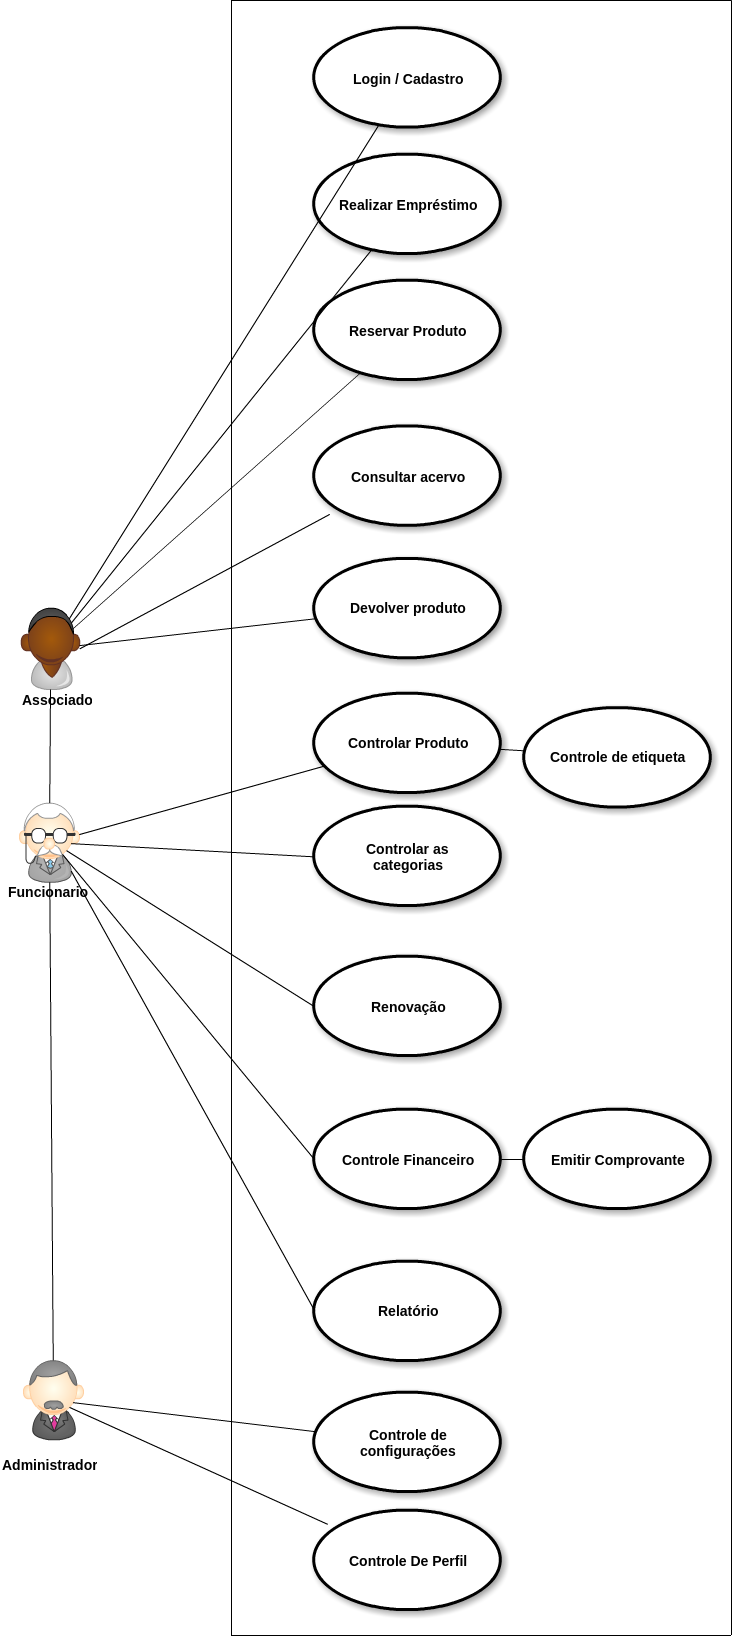 Login / Cadastro
Realizar Empréstimo
Reservar Produto
Consultar acervo
Devolver produto
Associado
Controlar Produto
Controle de etiqueta
Controlar as
categorias
Funcionario
Renovação
Controle Financeiro
Emitir Comprovante
Relatório
Controle de
configurações
Administrador
Controle De Perfil